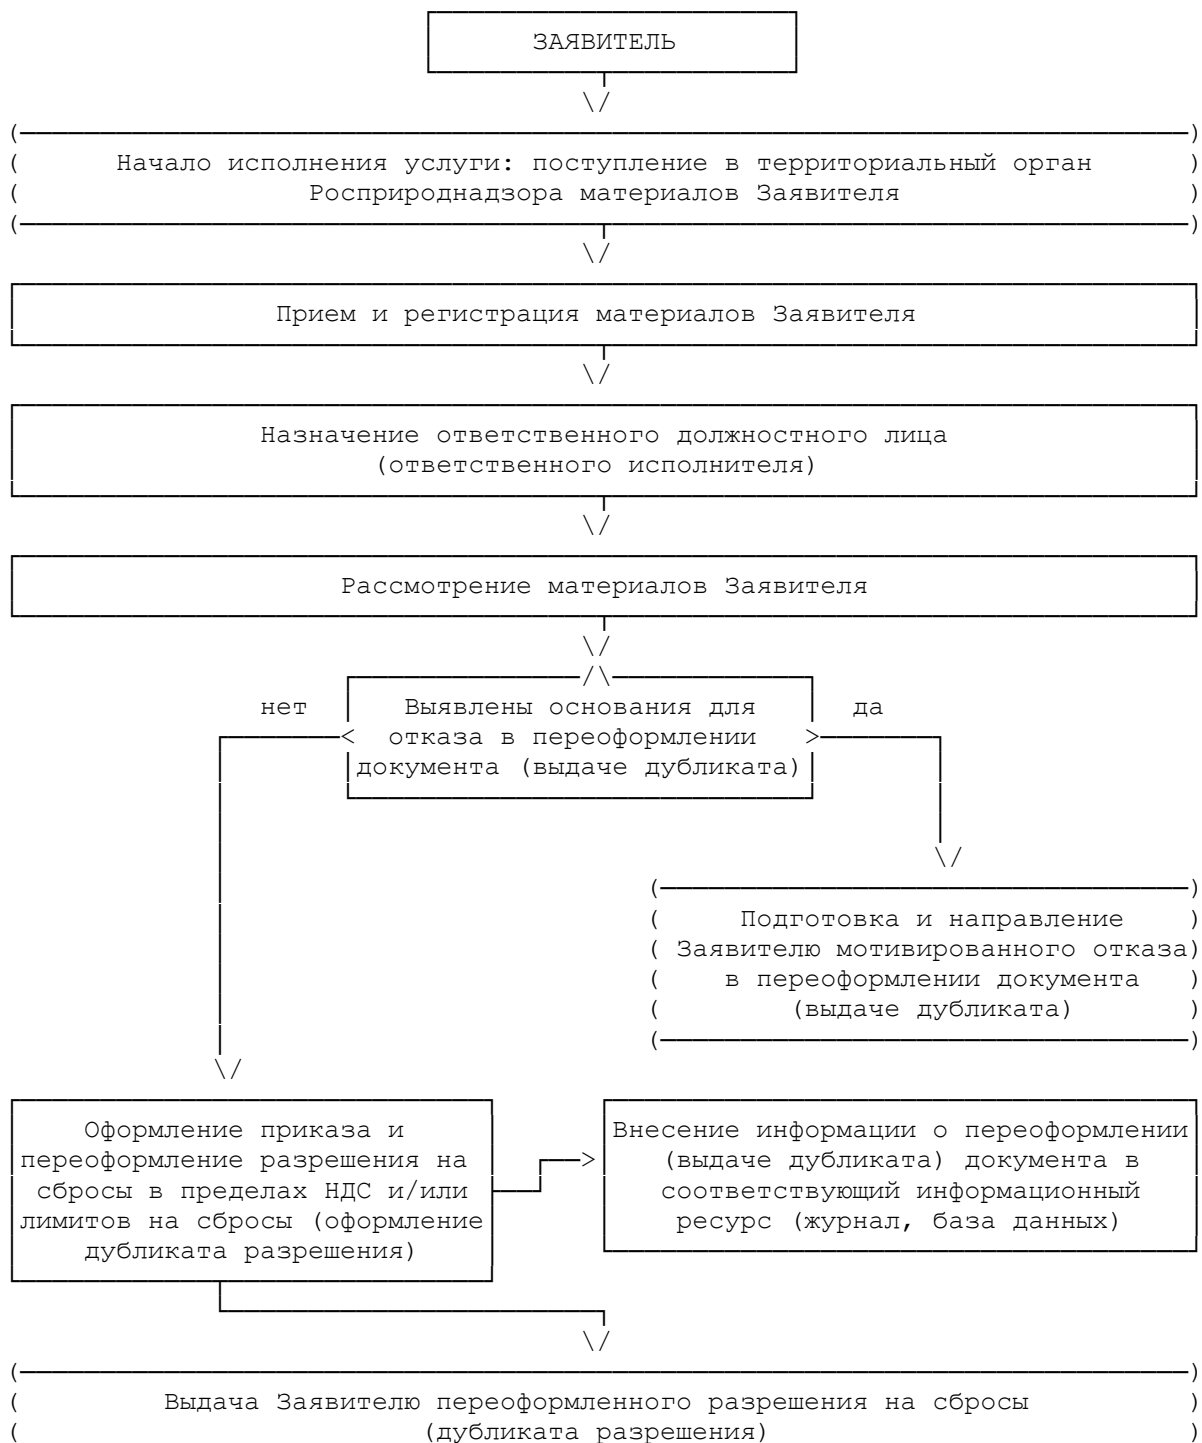 ЗАЯВИТЕЛЬ
Начало исполнения услуги: поступление в территориальный орган
Росприроднадзора материалов Заявителя
Прием и регистрация материалов Заявителя
Назначение ответственного должностного лица
(ответственного исполнителя)
Рассмотрение материалов Заявителя
нет
Выявлены основания для
отказа в переоформлении
документа (выдаче дубликата)
да
Подготовка и направление
Заявителю мотивированного отказа
в переоформлении документа
(выдаче дубликата)
Оформление приказа и
переоформление разрешения на
сбросы в пределах НДС и/или
лимитов на сбросы (оформление
дубликата разрешения)
Внесение информации о переоформлении
(выдаче дубликата) документа в
соответствующий информационный
ресурс (журнал, база данных)
Выдача Заявителю переоформленного разрешения на сбросы
(дубликата разрешения)